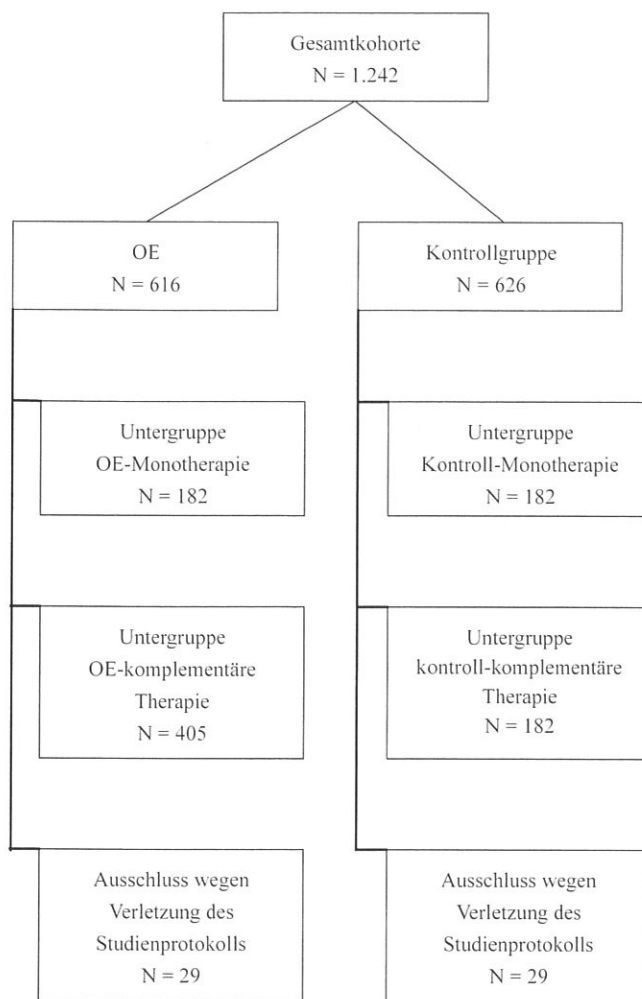 Gesamtkohorte
N = 1.242
OE
N = 616
Kontrollgruppe
N = 626
Untergruppe
OE-Monotherapie
N = 182
Untergruppe
Kontroll-Monotherapie
N = 182
Untergruppe
OE-komplementäre
Therapie
N = 405
Untergruppe
kontroll-komplementäre
Therapie
N = 182
Ausschluss wegen
Verletzung des
Studienprotokolls
N = 29
Ausschluss wegen
Verletzung des
Studienprotokolls
N = 29